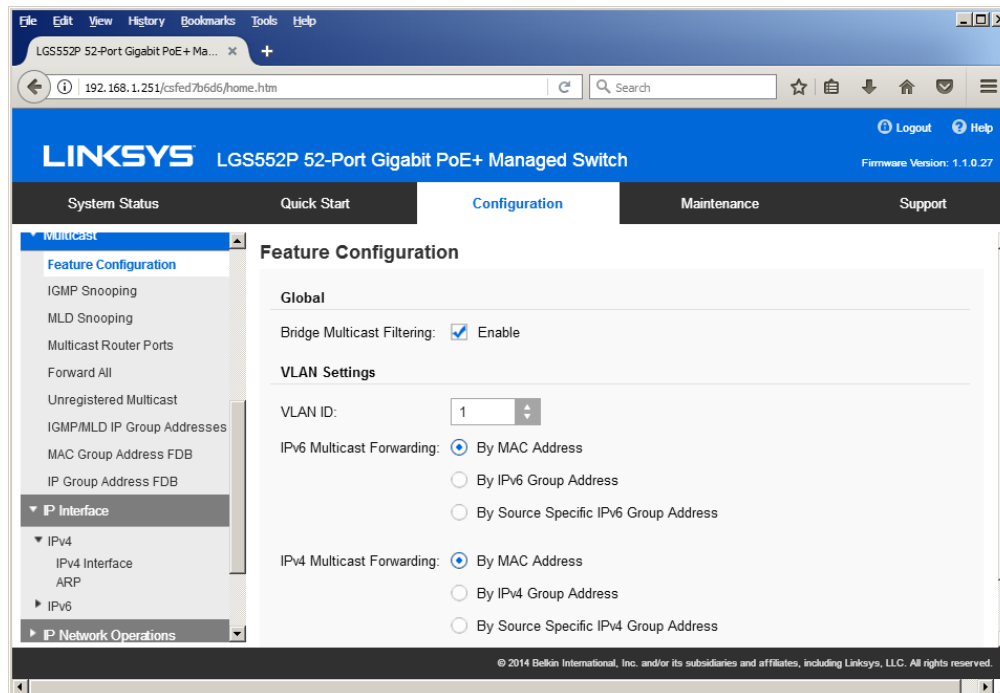 File Edit View History Bookmarks Tools Help
LGS552P 52-Port Gigabit PoE+ Ma...
192.168.1.251/csfed7b6d6/home.htm
Search
Logout Help
LINKSYS LGS552P 52-Port Gigabit PoE+ Managed Switch
Firmware Version: 1.1.0.27
System Status Quick Start Configuration Maintenance Support
Multicast
Feature Configuration
IGMP Snooping
MLD Snooping
Multicast Router Ports
Forward All
Unregistered Multicast
IGMP/MLD IP Group Addresses
MAC Group Address FDB
IP Group Address FDB
IP Interface
IPv4
IPv4 Interface
ARP
IPv6
IP Network Operations
Feature Configuration
Global
Bridge Multicast Filtering: Enable
VLAN Settings
VLAN ID: 1
IPv6 Multicast Forwarding: By MAC Address
By IPv6 Group Address
By Source Specific IPv6 Group Address
IPv4 Multicast Forwarding: By MAC Address
By IPv4 Group Address
By Source Specific IPv4 Group Address
© 2014 Belkin International, Inc. and/or its subsidiaries and affiliates, including Linksys, LLC. All rights reserved.